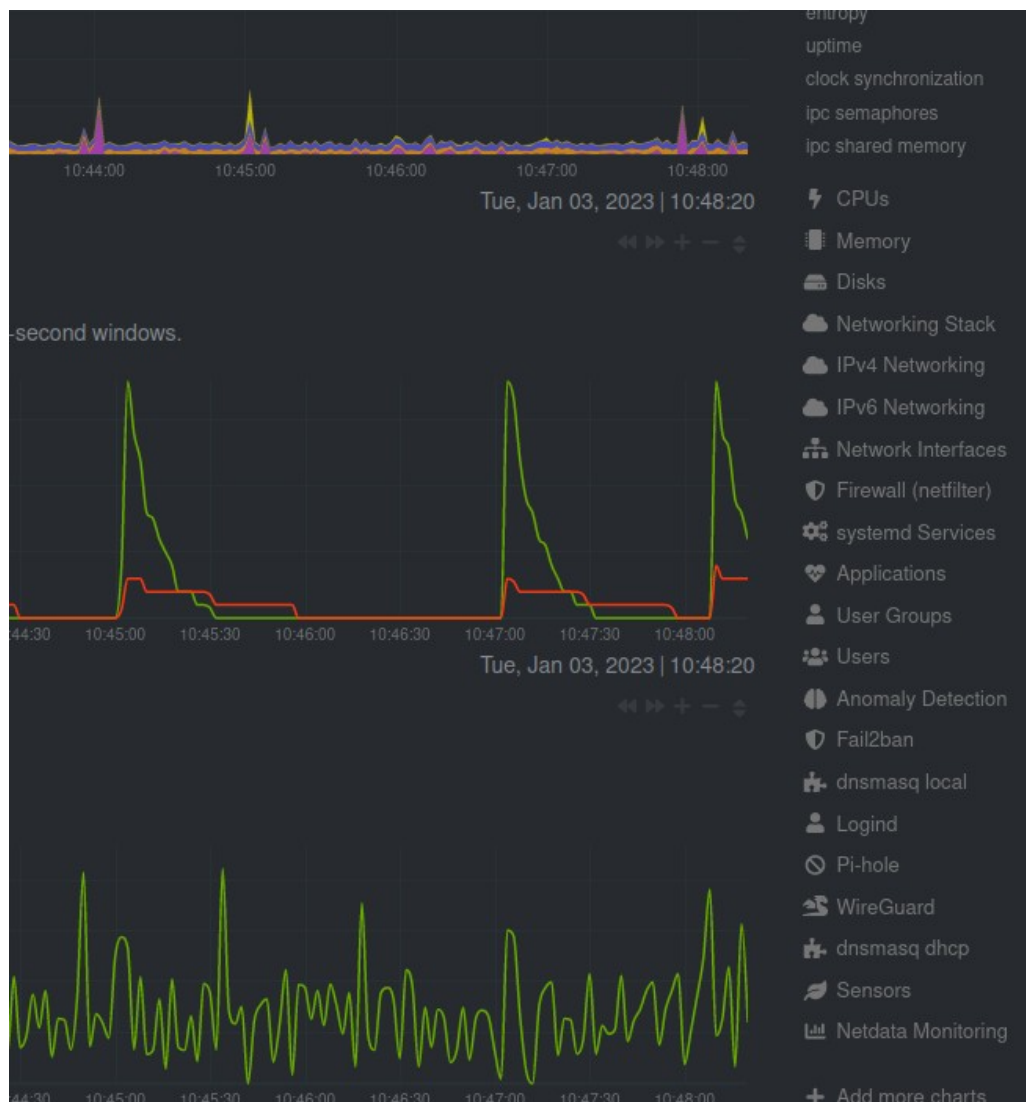 entropy
uptime
clock synchronization
ipc semaphores
ipc shared memory
10:44:00 10:45:00 10:46:00 10:47:00 10:48:00
Tue, Jan 03, 2023 | 10:48:20
CPUs
Memory
Disks
Networking Stack
-second windows.
IPv4 Networking
IPv6 Networking
Network Interfaces
Firewall (netfilter)
systemd Services
Applications
User Groups
:44:30 10:45:00 10:45:30 10:46:00 10:46:30 10:47:00 10:47:30 10:48:00
Tue, Jan 03, 2023 | 10:48:20
Users
Anomaly Detection
Fail2ban
dnsmasq local
Logind
Pi-hole
WireGuard
dnsmasq dhcp
Sensors
Netdata Monitoring
:44:30 10:45:00 10:45:30 10:46:00 10:46:30 10:47:00 10:47:30 10:48:00
Add more charts